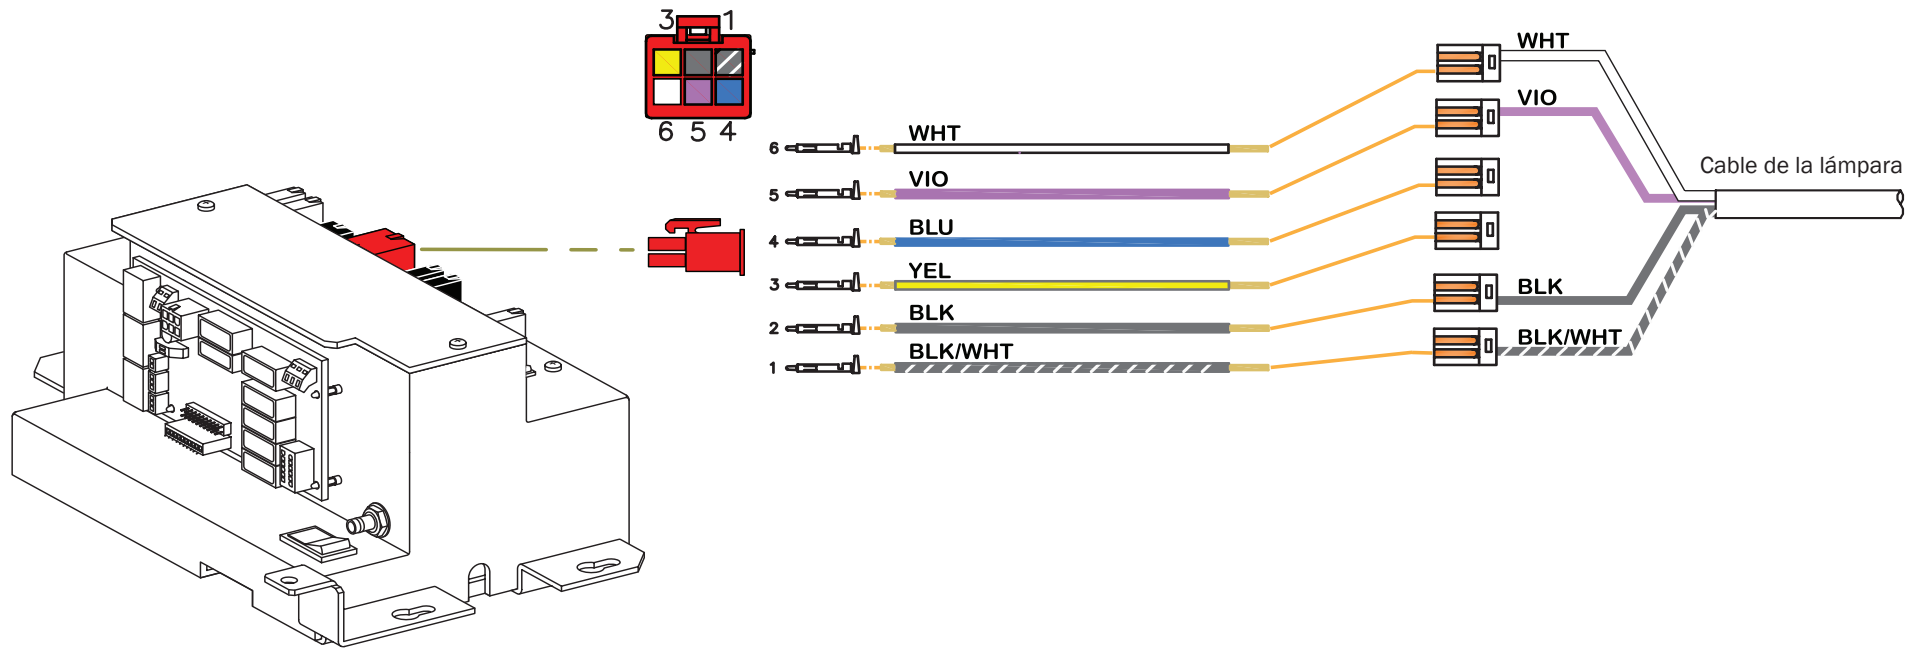 3 1
6 5 4
WHT
VIO
Cable de la lámpara
6 WHT
5 VIO
4 BLU
3 YEL
2 BLK
1 BLK/WHT
BLK
BLK/WHT